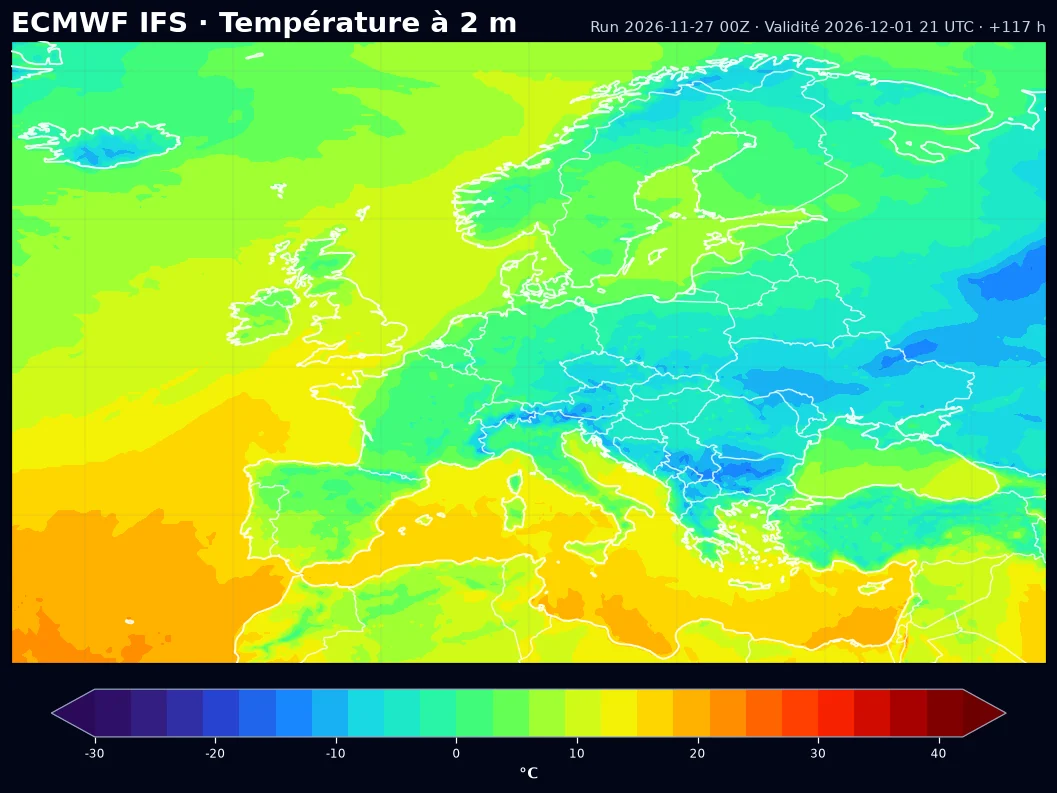 ECMWF IFS · Température à 2 m
Run 2026-11-27 00Z · Validité 2026-12-01 21 UTC · +117 h
-30 -20 -10 0 10 20 30 40
°C